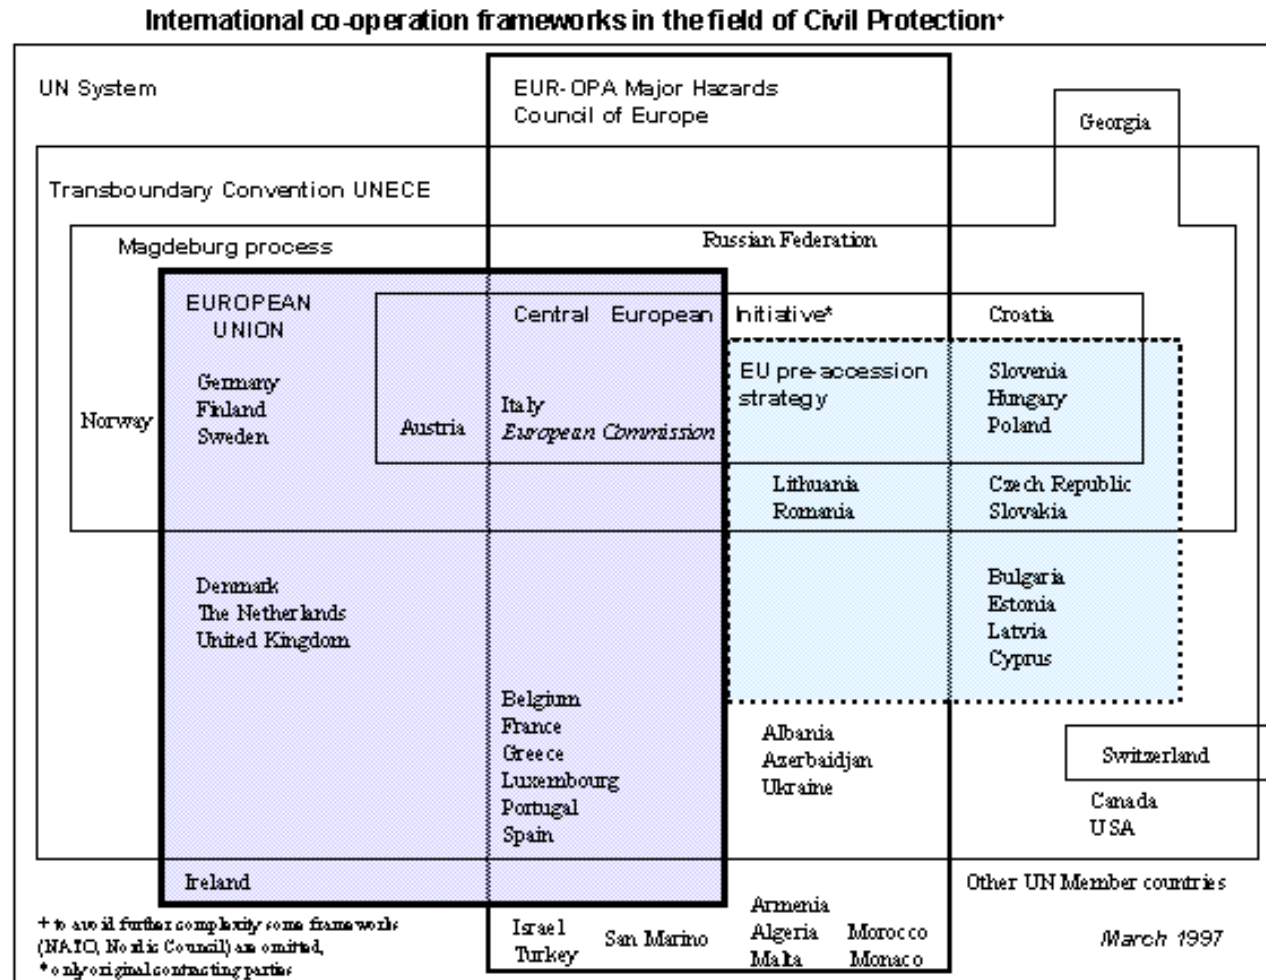 International co-operation frameworks in the field of Civil Protection+
UN System
EUR-OPA Major Hazards
Council of Europe
Georgia
Transboundary Convention UNECE
Magdeburg process
Russian Federation
EUROPEAN
UNION
Central European Initiative*
Croatia
Germany
Finland
Sweden
Norway
Austria
Italy
European Commission
EU pre-accession
strategy
Slovenia
Hungary
Poland
Lithuania
Romania
Czech Republic
Slovakia
Denmark
The Netherlands
United Kingdom
Bulgaria
Estonia
Latvia
Cyprus
Belgium
France
Greece
Luxembourg
Portugal
Spain
Albania
Azerbaidjan
Ukraine
Switzerland
Canada
USA
Ireland
Other UN Member countries
+ to avoid further complexity some frameworks
(NATO, Nordic Council) are omitted,
* only original contracting parties
Israel
Turkey
San Marino
Armenia
Algeria
Malta
Morocco
Monaco
March 1997